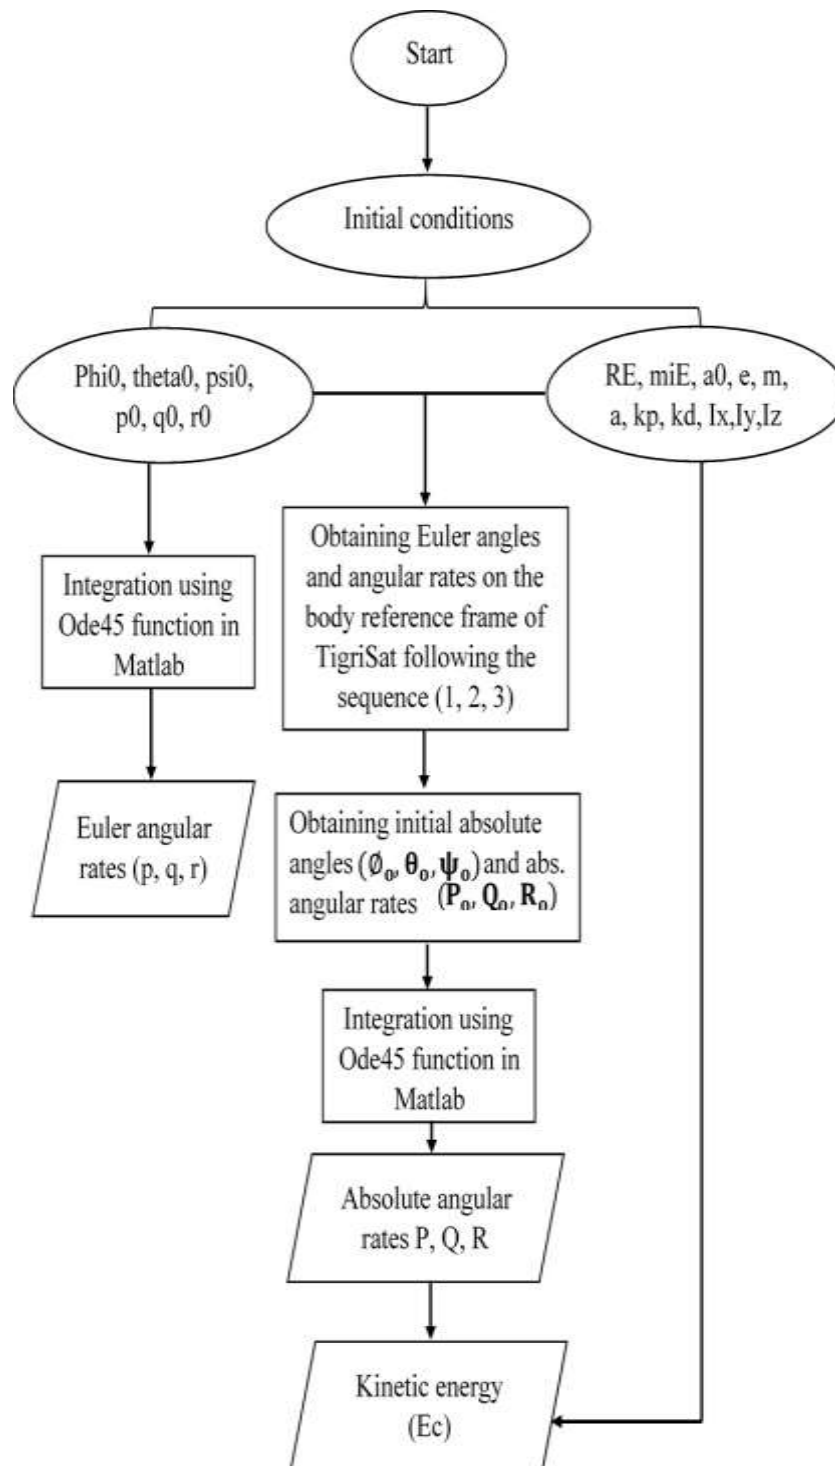 Start
Initial conditions
Phi0, theta0, psi0,
p0, q0, r0
RE, miE, a0, e, m,
a, kp, kd, Ix,Iy,Iz
Integration using
Ode45 function in
Matlab
Obtaining Euler angles
and angular rates on the
body reference frame of
TigriSat following the
sequence (1, 2, 3)
Euler angular
rates (p, q, r)
Obtaining initial absolute
angles (∅₀, θ₀, ψ₀) and abs.
angular rates (P₀, Q₀, R₀)
Integration using
Ode45 function in
Matlab
Absolute angular
rates P, Q, R
Kinetic energy
(Ec)